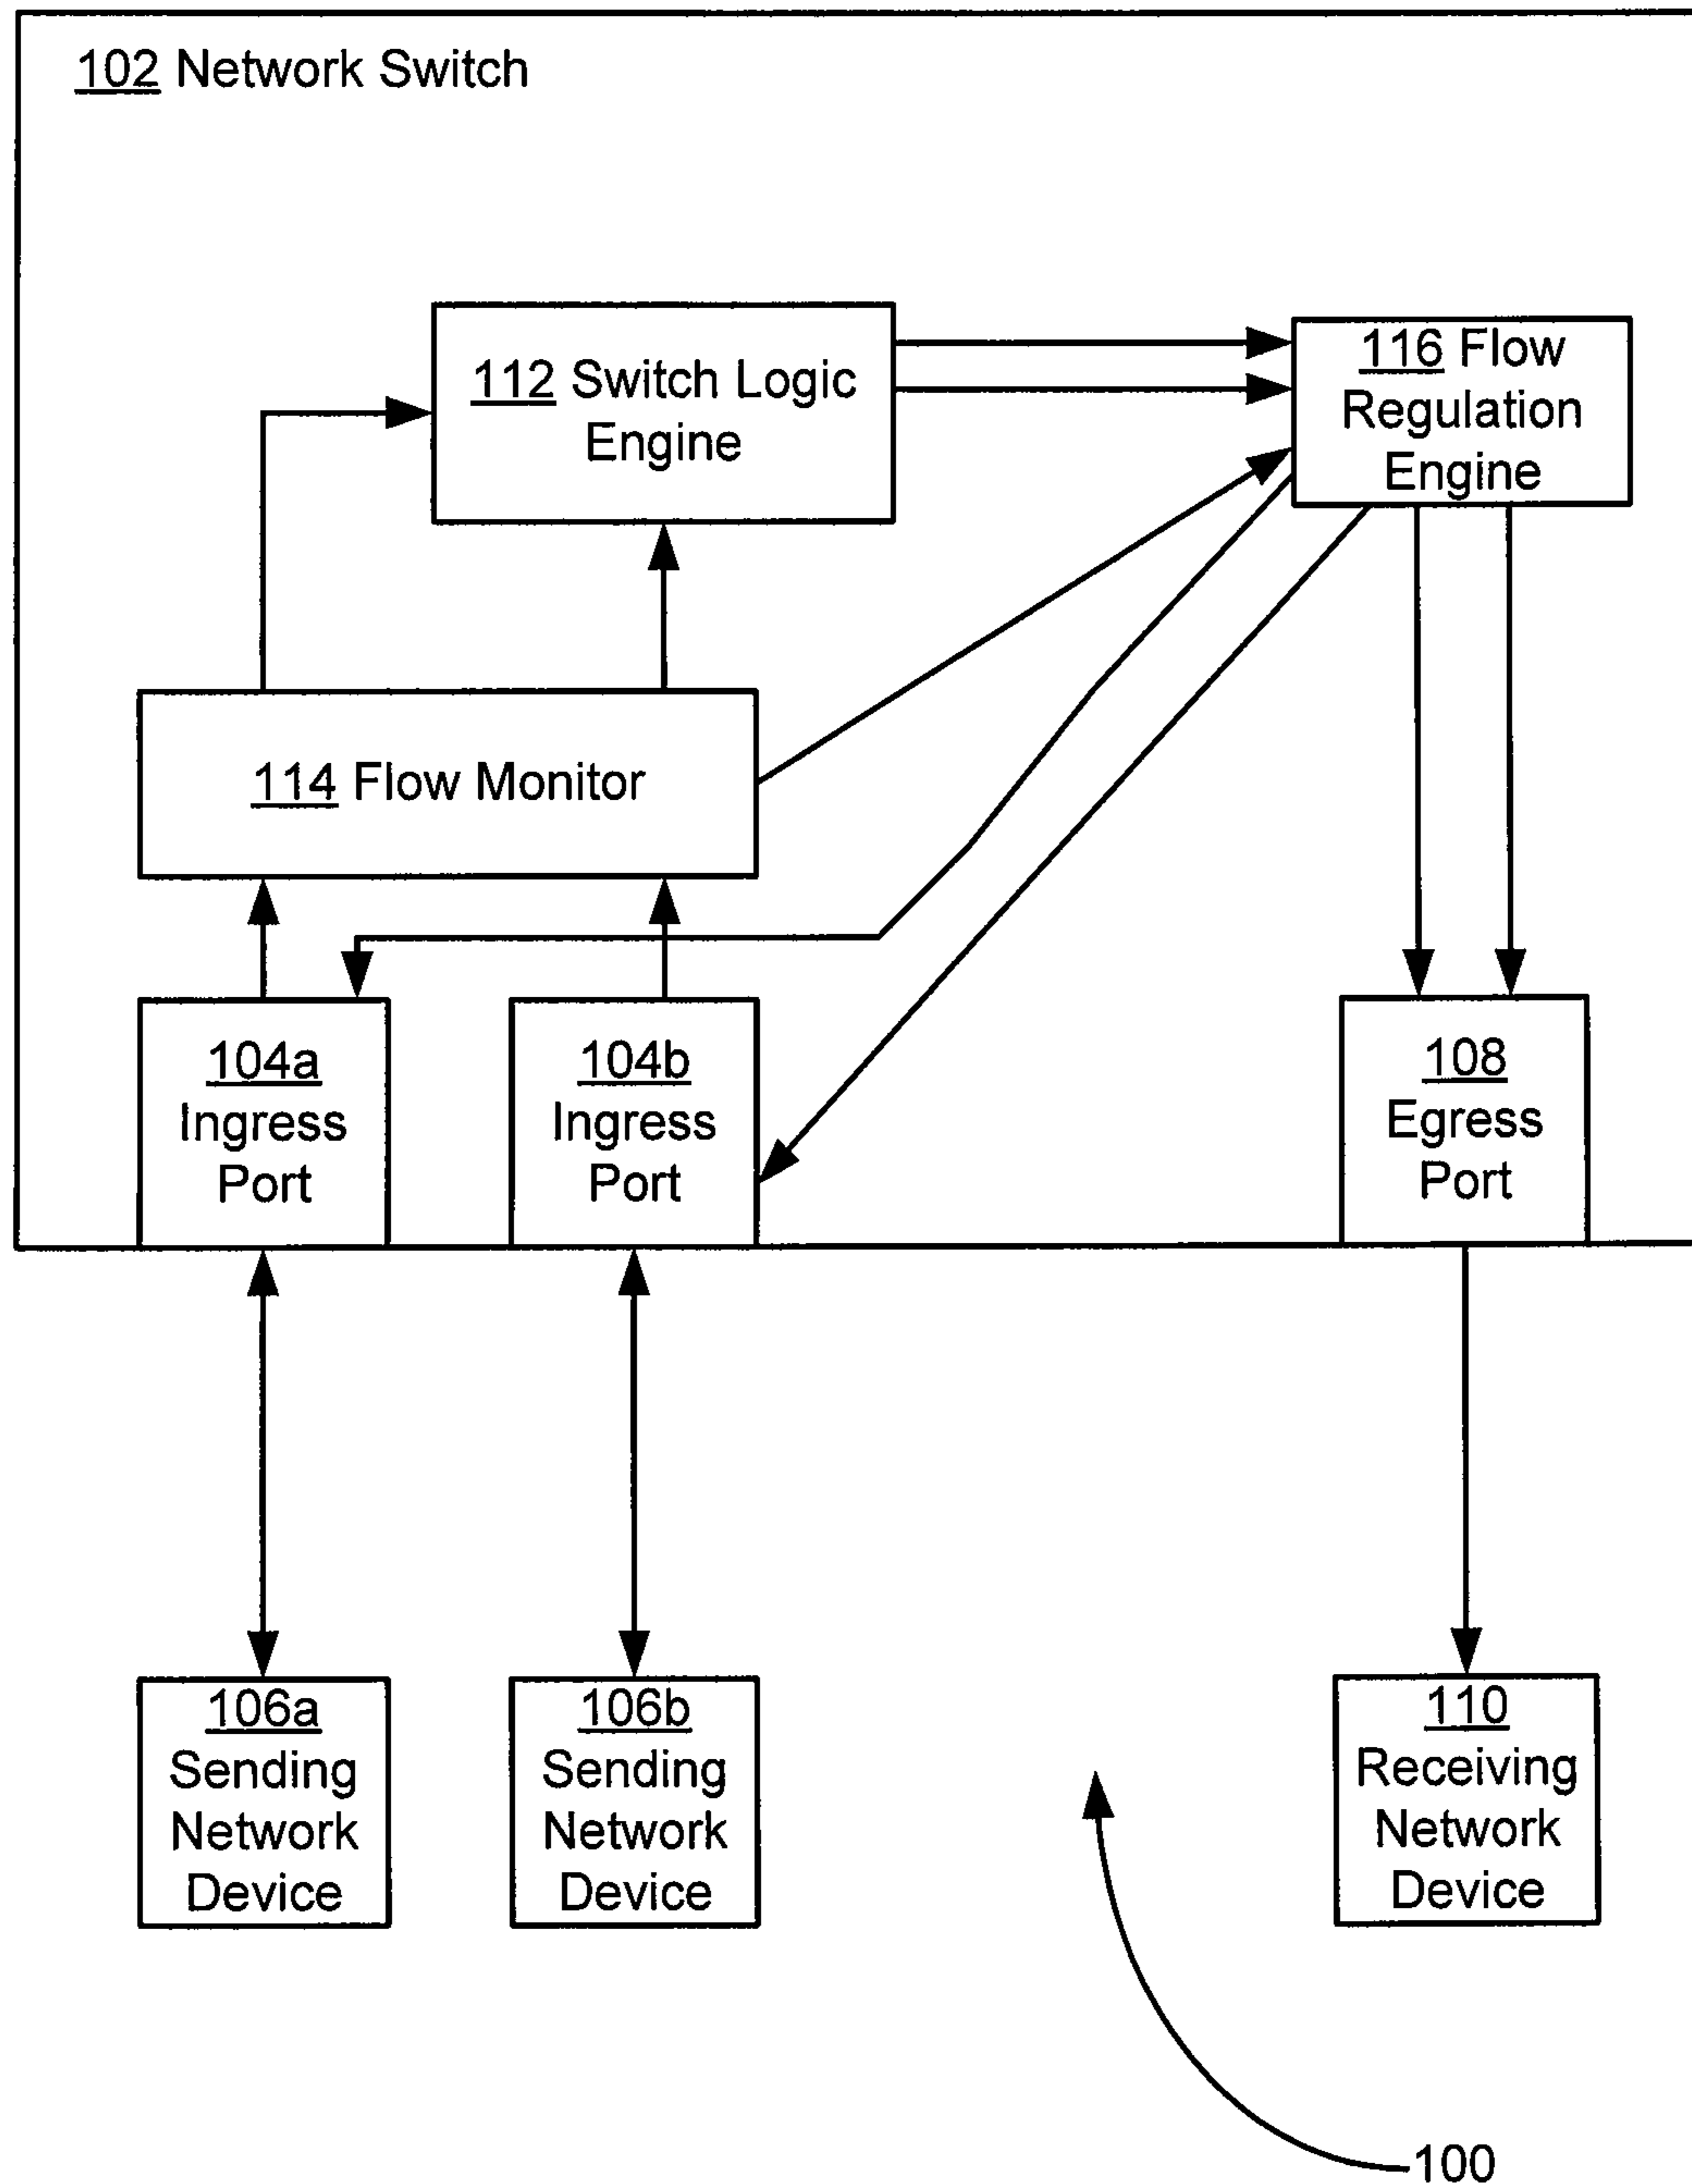 102 Network Switch
112 Switch Logic
Engine
116 Flow
Regulation
Engine
114 Flow Monitor
104a
Ingress
Port
104b
Ingress
Port
108
Egress
Port
106a
Sending
Network
Device
106b
Sending
Network
Device
110
Receiving
Network
Device
100